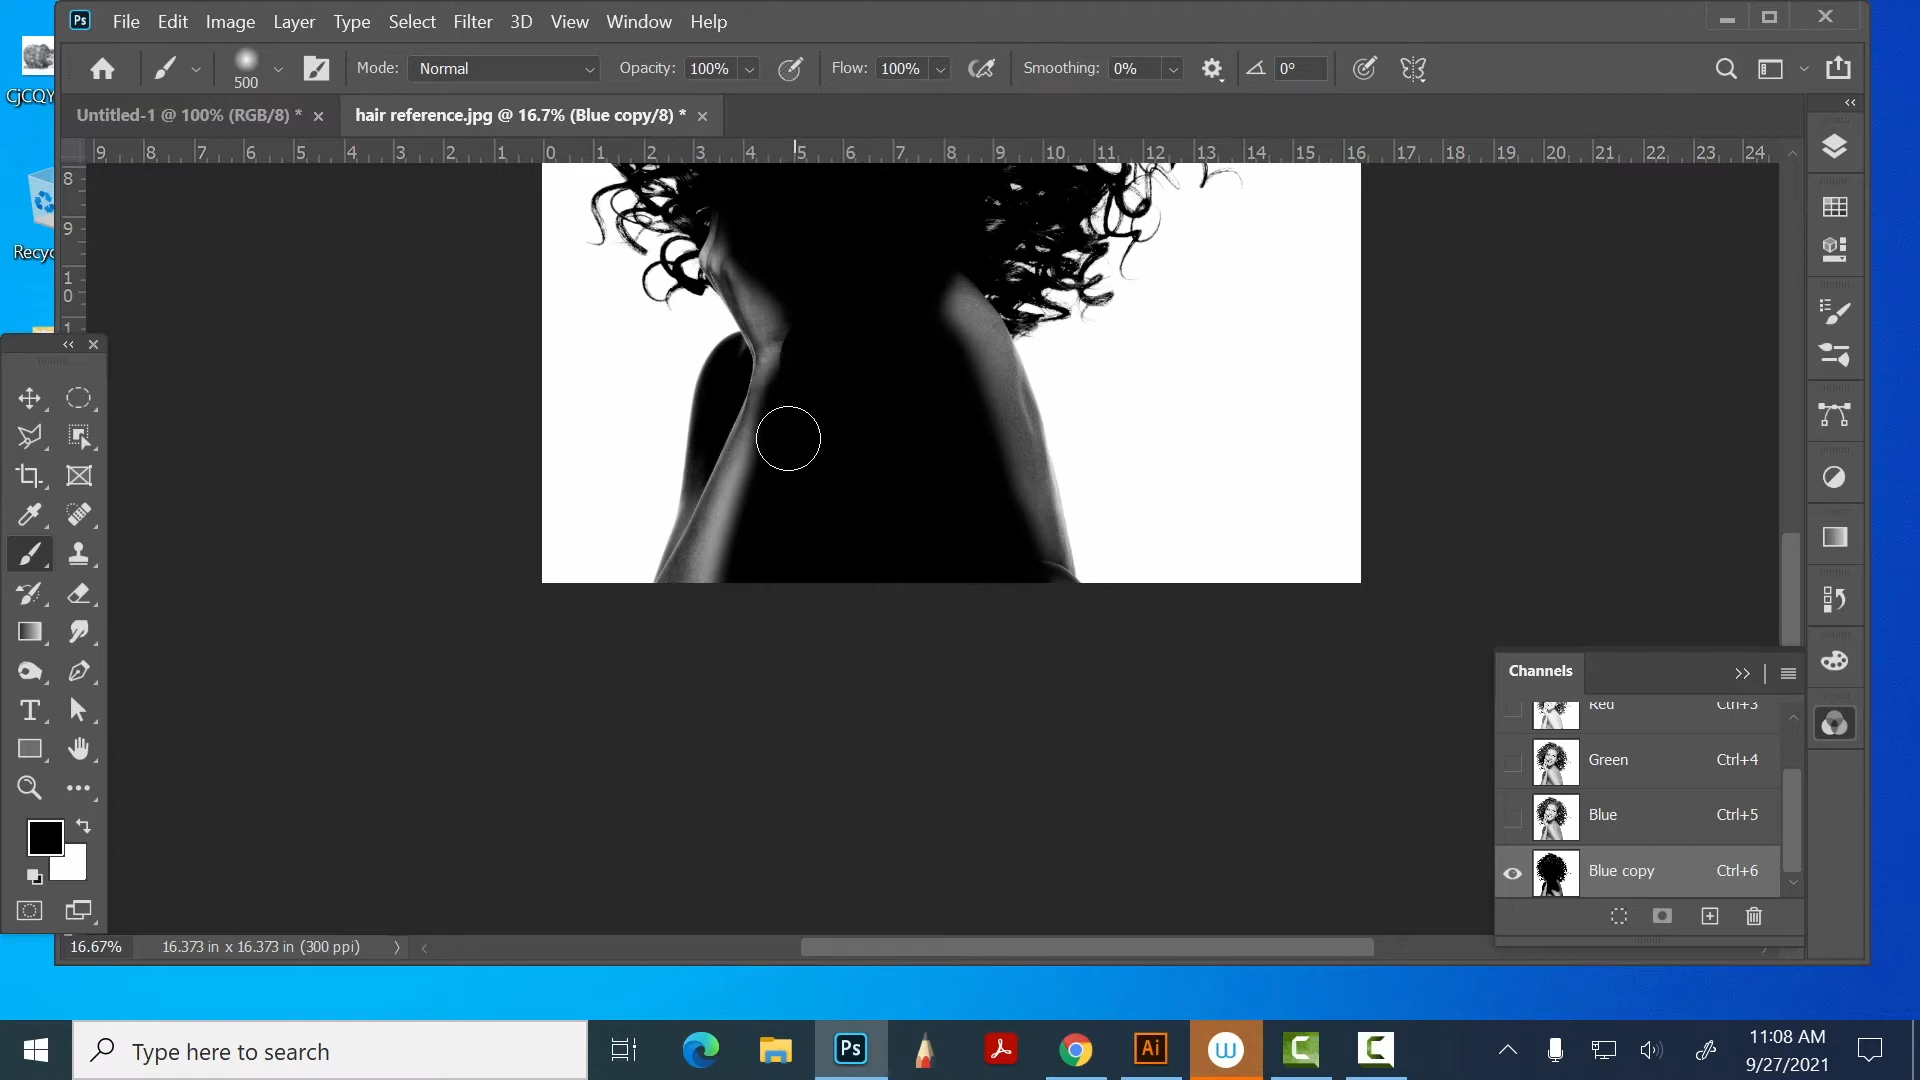 Ps File Edit Image Layer Type Select Filter 3D View Window Help
500 Mode: Normal Opacity: 100% Flow: 100% Smoothing: 0% 0°
CjCQY
Untitled-1 @ 100% (RGB/8) * × hair reference.jpg @ 16.7% (Blue copy/8) * ×
9 8 7 6 5 4 3 2 1 0 1 2 3 4 5 6 7 8 9 10 11 12 13 14 15 16 17 18 19 20 21 22 23 24
8
9
1
0
1
Recyc
Channels
Red Ctrl+3
Green Ctrl+4
Blue Ctrl+5
Blue copy Ctrl+6
T
16.67% 16.373 in x 16.373 in (300 ppi)
Type here to search
Ps Ai W C C
11:08 AM
9/27/2021